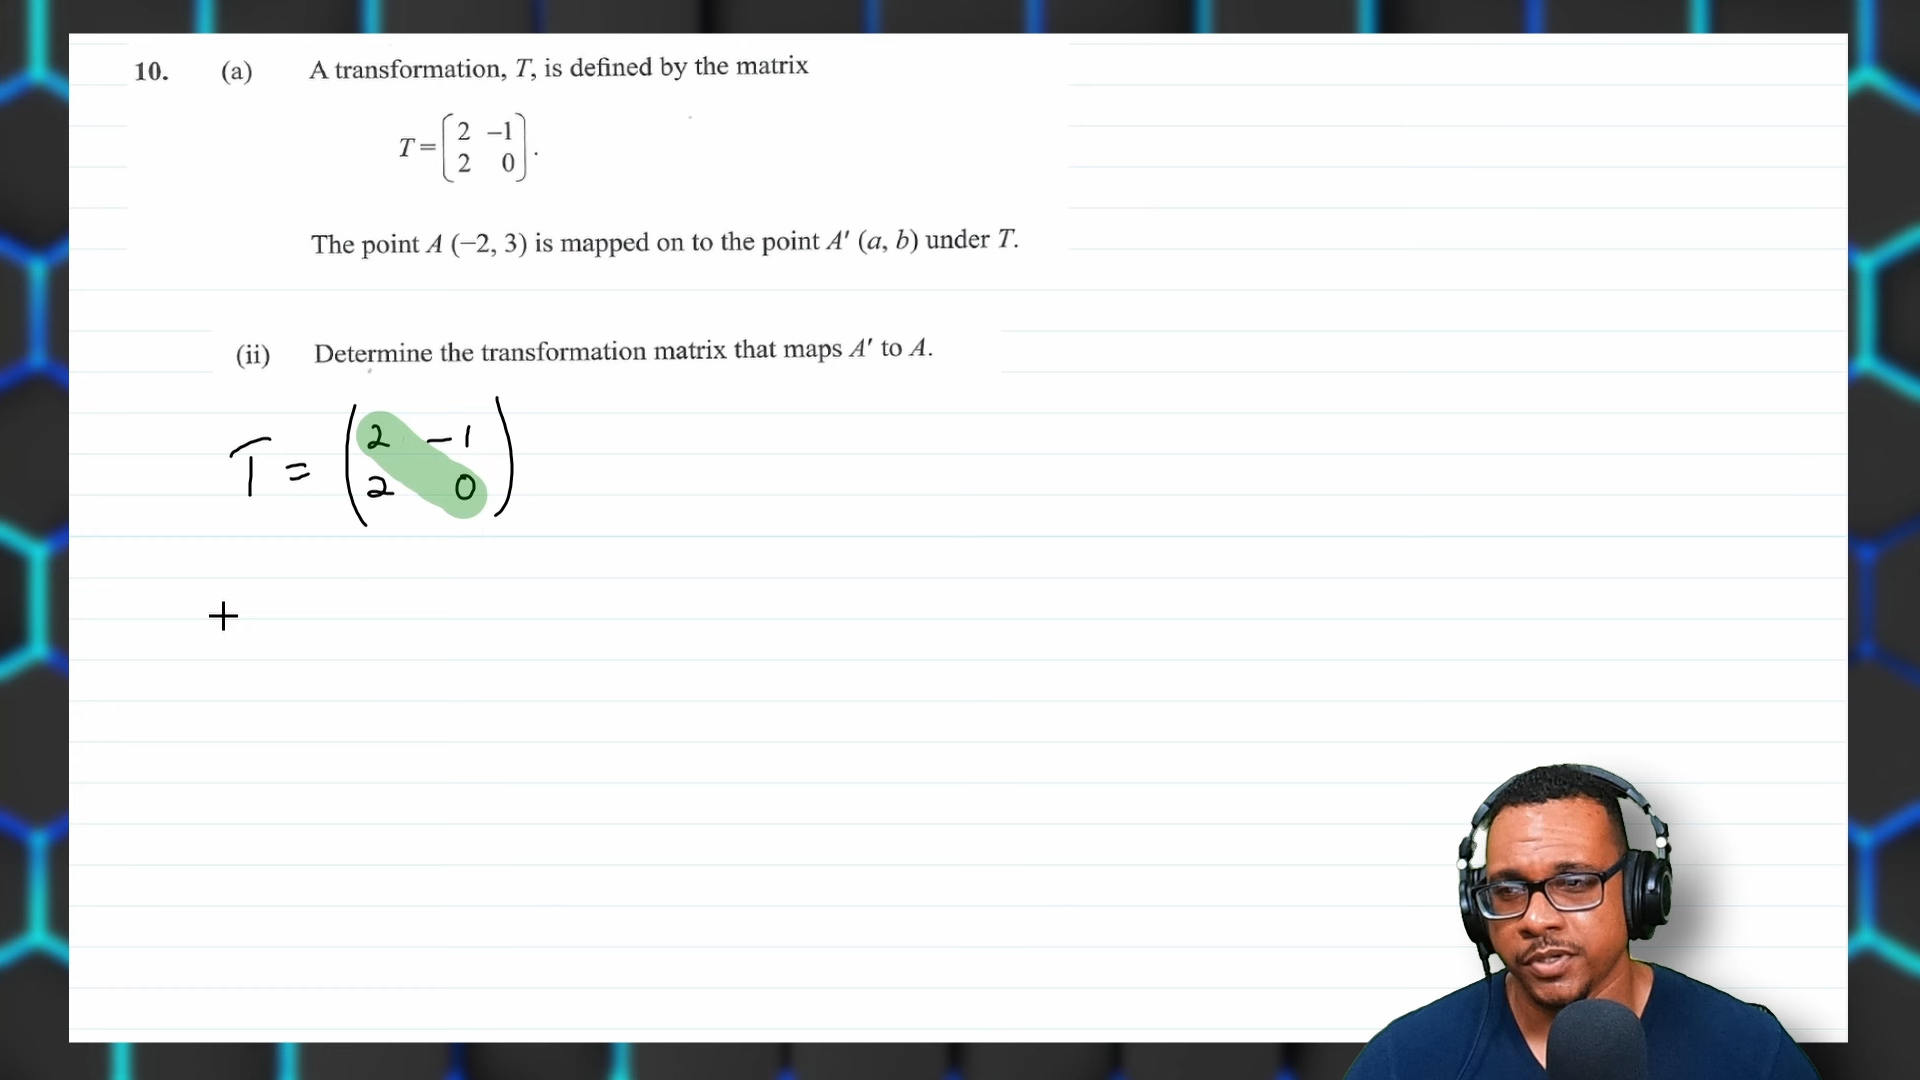 10. (a) A transformation, T, is defined by the matrix
T = [2 –1
2 0].
The point A (−2, 3) is mapped on to the point A′ (a, b) under T.
(ii) Determine the transformation matrix that maps A′ to A.
T = (2 −1
2 0)